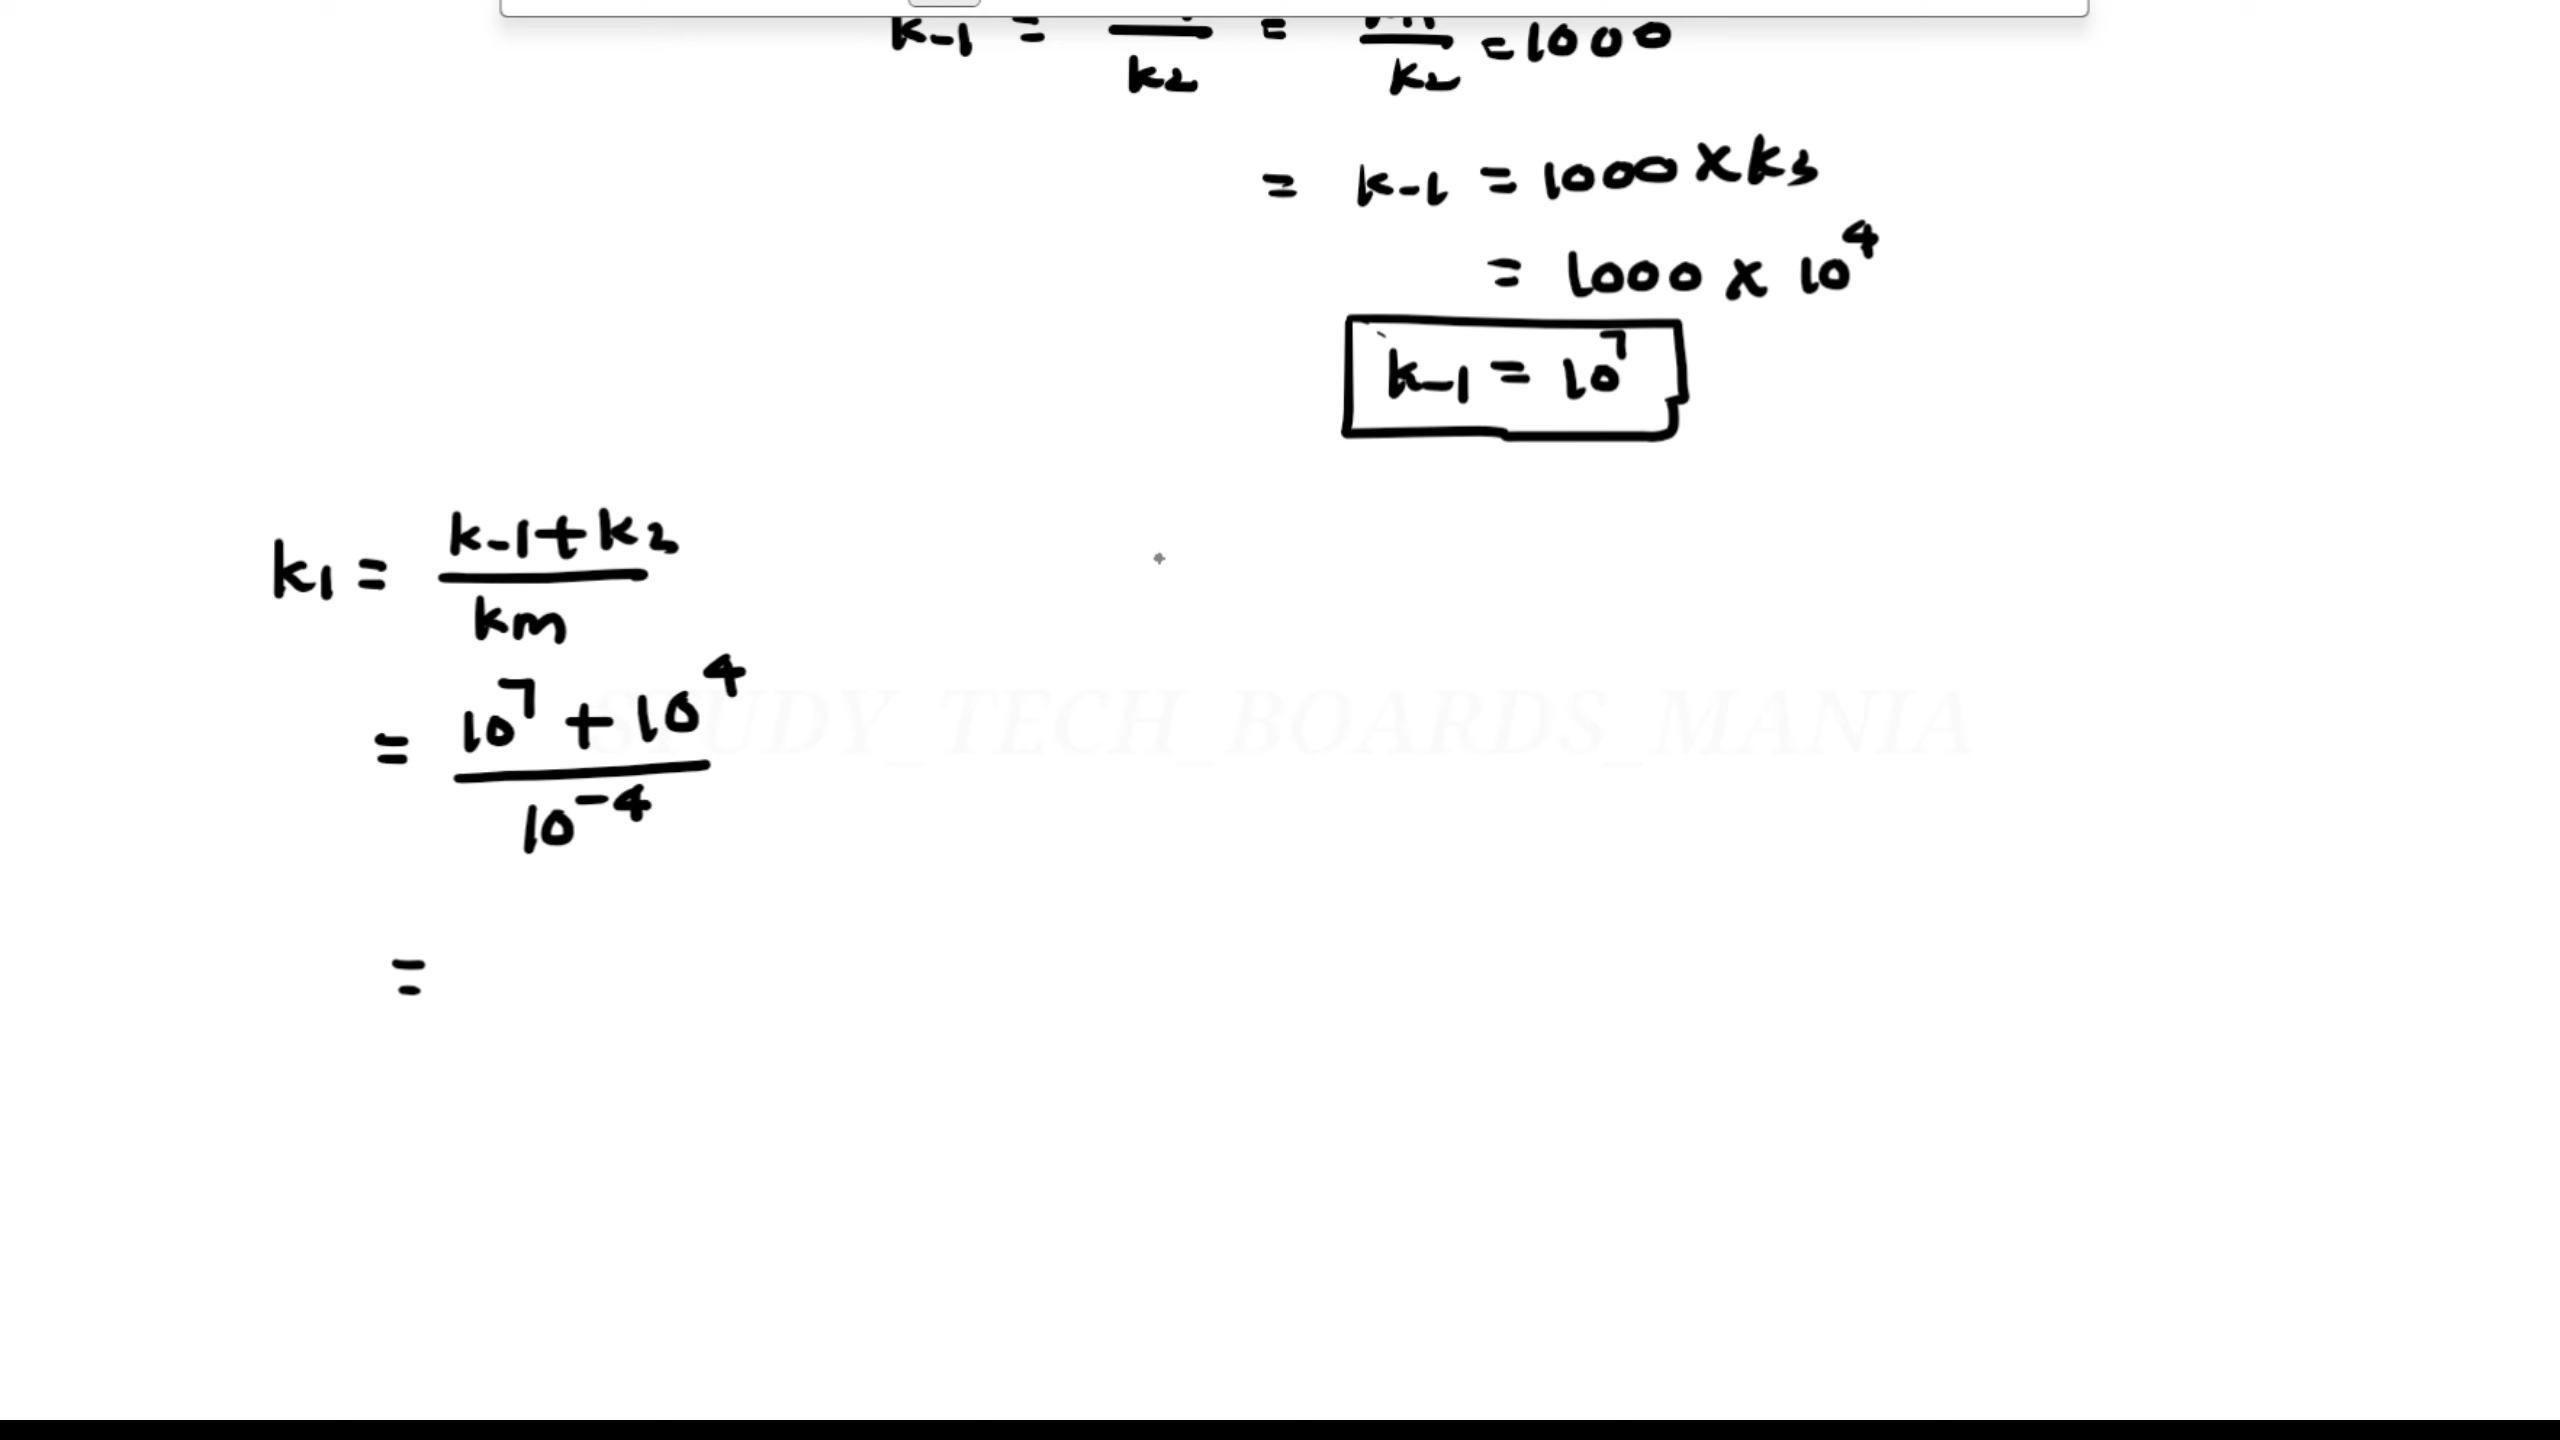 k-1 = /k2 = /k2 = 1000
= k-1 = 1000 x k3
= 1000 x 10^4
k-1 = 10^7
k1 = k-1+k2 / km
= 10^7 + 10^4 / 10^-4
STUDY_TECH_BOARDS_MANIA
=